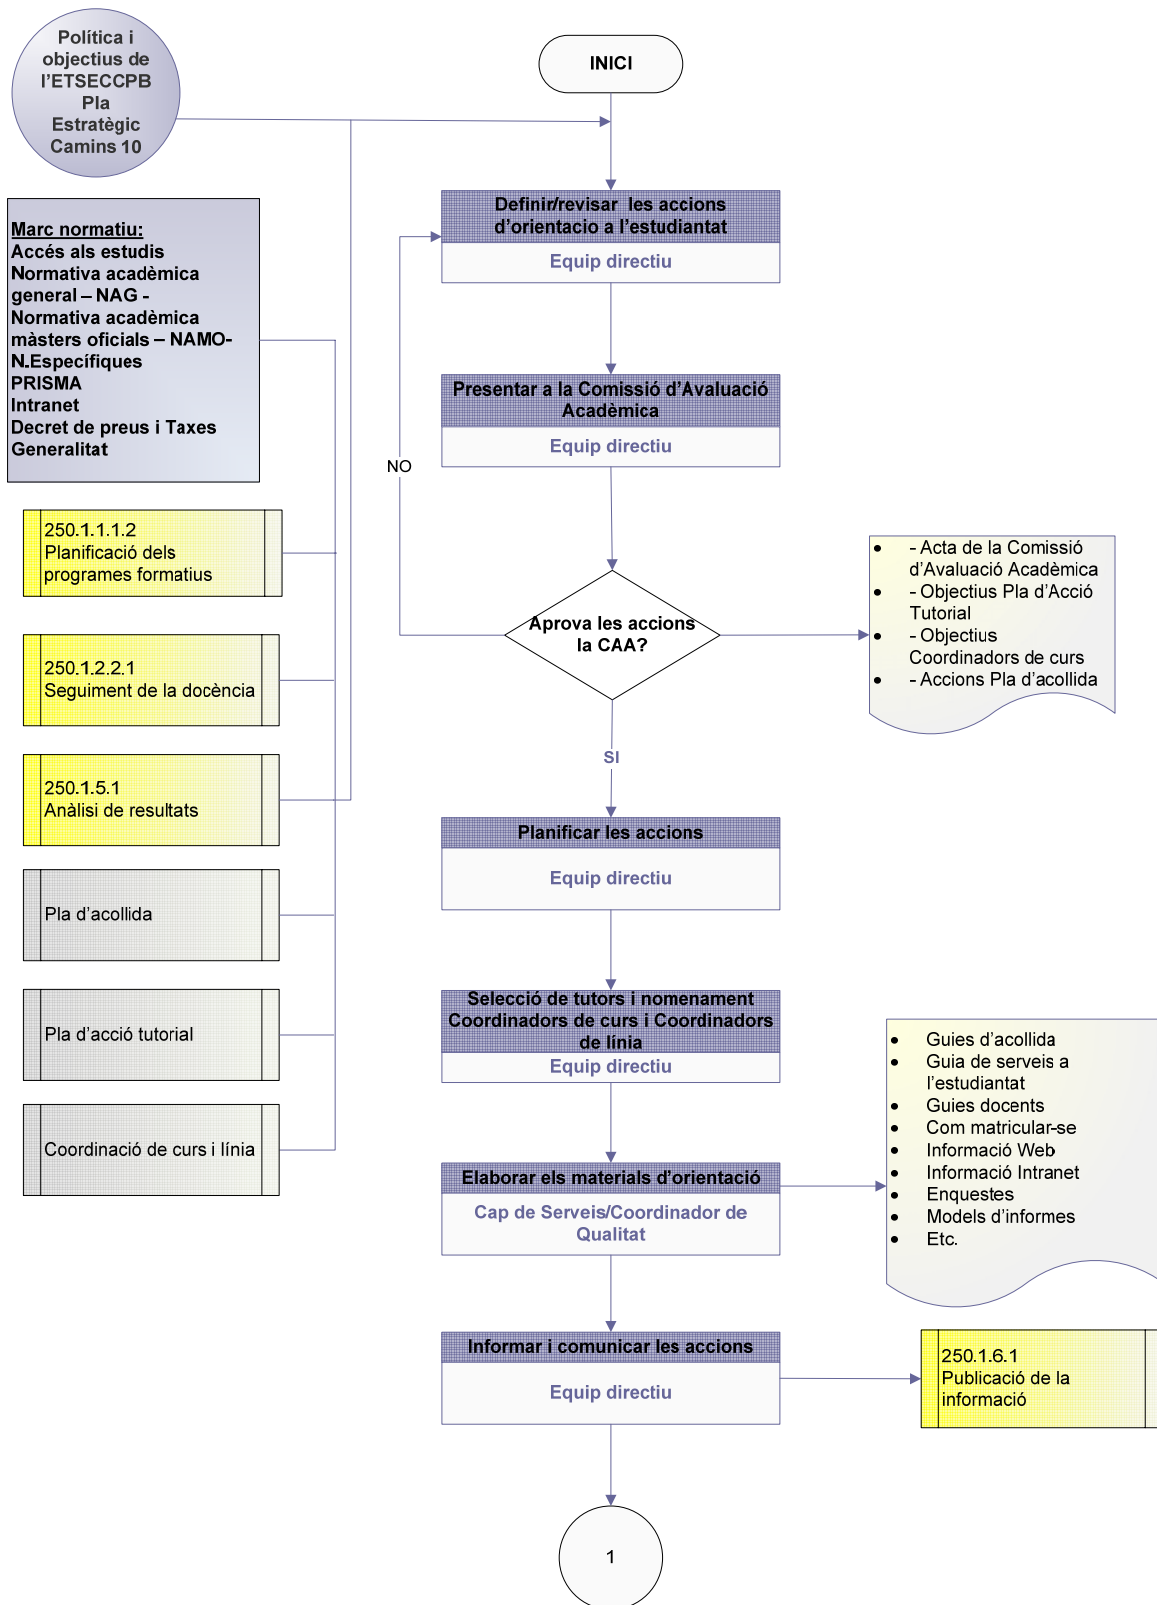 Política i
objectius de
l'ETSECCPB
Pla
Estratègic
Camins 10
INICI
Marc normatiu:
Accés als estudis
Normativa acadèmica
general – NAG -
Normativa acadèmica
màsters oficials – NAMO-
N.Específiques
PRISMA
Intranet
Decret de preus i Taxes
Generalitat
Definir/revisar les accions
d'orientacio a l'estudiantat
Equip directiu
Presentar a la Comissió d'Avaluació
Acadèmica
Equip directiu
NO
250.1.1.1.2
Planificació dels
programes formatius
Aprova les accions
la CAA?
• - Acta de la Comissió
d'Avaluació Acadèmica
• - Objectius Pla d'Acció
Tutorial
• - Objectius
Coordinadors de curs
• - Accions Pla d'acollida
250.1.2.2.1
Seguiment de la docència
SI
250.1.5.1
Anàlisi de resultats
Planificar les accions
Equip directiu
Pla d'acollida
Pla d'acció tutorial
Selecció de tutors i nomenament
Coordinadors de curs i Coordinadors
de línia
Equip directiu
• Guies d'acollida
• Guia de serveis a
l'estudiantat
• Guies docents
• Com matricular-se
• Informació Web
• Informació Intranet
• Enquestes
• Models d'informes
• Etc.
Coordinació de curs i línia
Elaborar els materials d'orientació
Cap de Serveis/Coordinador de
Qualitat
Informar i comunicar les accions
Equip directiu
250.1.6.1
Publicació de la
informació
1